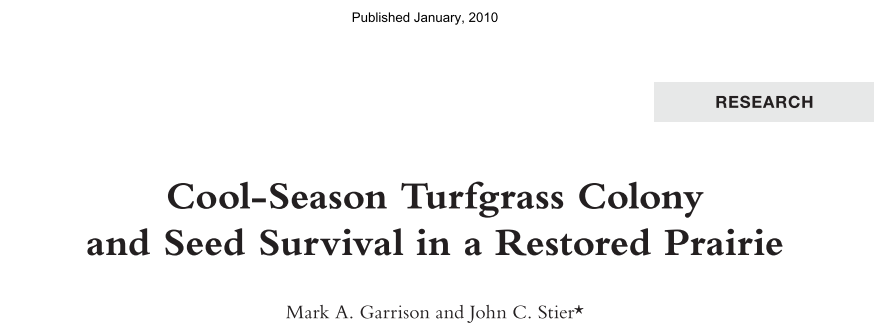 Published January, 2010
RESEARCH
Cool-Season Turfgrass Colony
and Seed Survival in a Restored Prairie
Mark A. Garrison and John C. Stier★